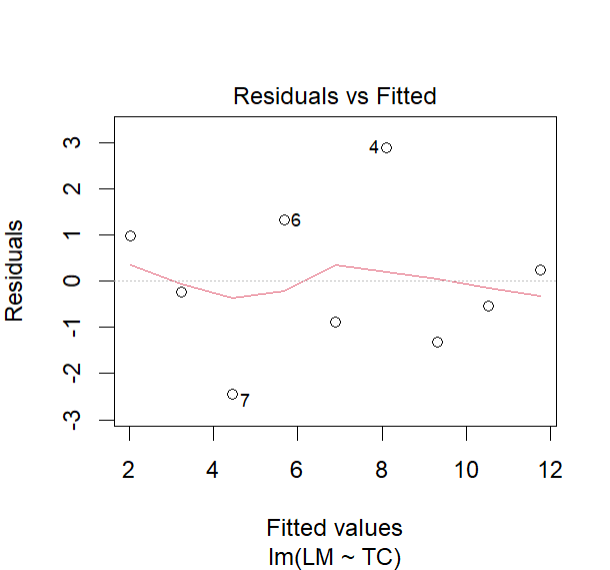 Residuals vs Fitted
Residuals
3
2
1
0
-1
-2
-3
4
6
7
2 4 6 8 10 12
Fitted values
lm(LM ~ TC)